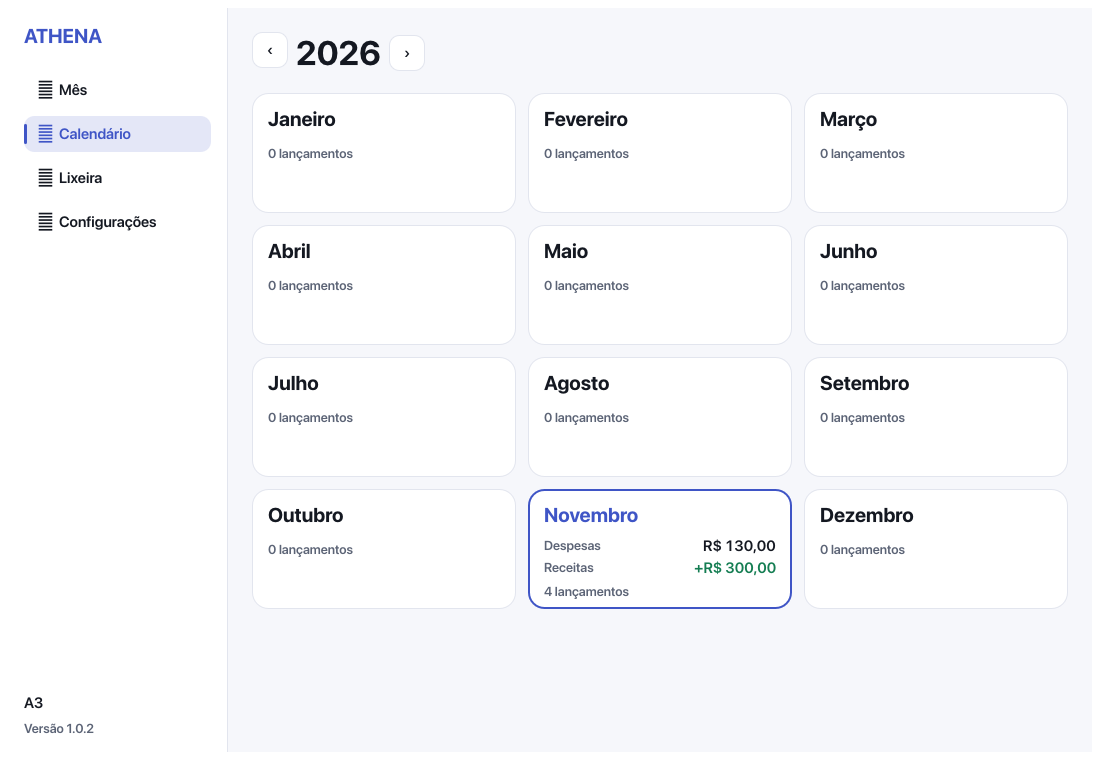 ATHENA
Mês
Calendário
Lixeira
Configurações
A3
Versão 1.0.2
‹ 2026 ›
Janeiro
0 lançamentos
Fevereiro
0 lançamentos
Março
0 lançamentos
Abril
0 lançamentos
Maio
0 lançamentos
Junho
0 lançamentos
Julho
0 lançamentos
Agosto
0 lançamentos
Setembro
0 lançamentos
Outubro
0 lançamentos
Novembro
Despesas R$ 130,00
Receitas +R$ 300,00
4 lançamentos
Dezembro
0 lançamentos